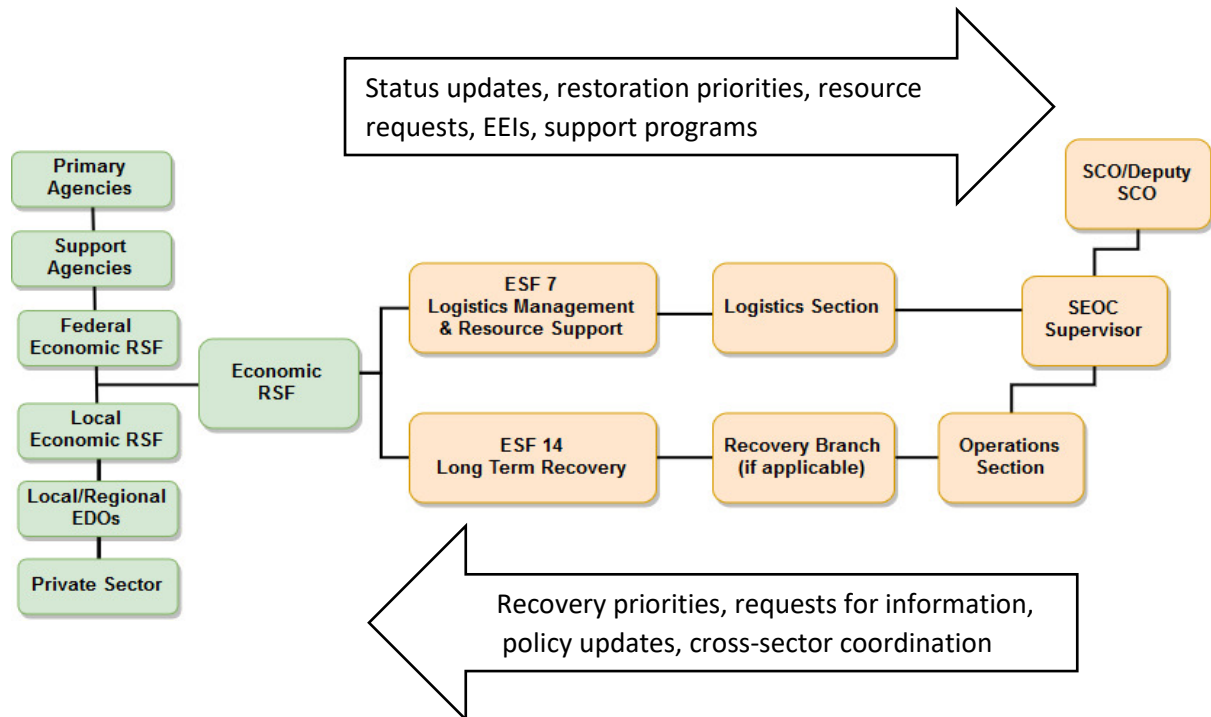 Status updates, restoration priorities, resource
requests, EEIs, support programs
Primary
Agencies
Support
Agencies
Federal
Economic RSF
Local
Economic RSF
Local/Regional
EDOs
Private Sector
Economic
RSF
ESF 7
Logistics Management
& Resource Support
Logistics Section
ESF 14
Long Term Recovery
Recovery Branch
(if applicable)
Operations
Section
SEOC
Supervisor
SCO/Deputy
SCO
Recovery priorities, requests for information,
policy updates, cross-sector coordination